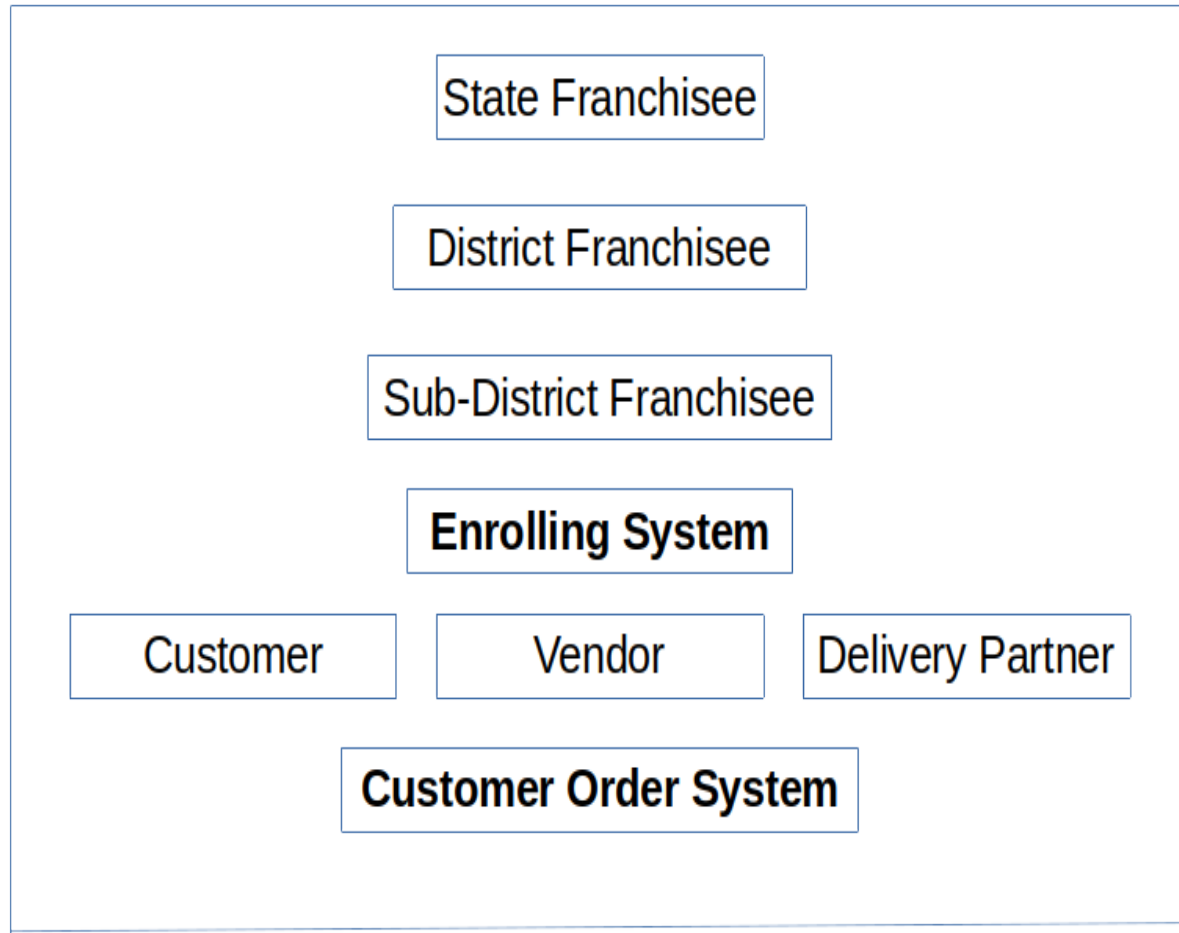 State Franchisee
District Franchisee
Sub-District Franchisee
Enrolling System
Customer
Vendor
Delivery Partner
Customer Order System